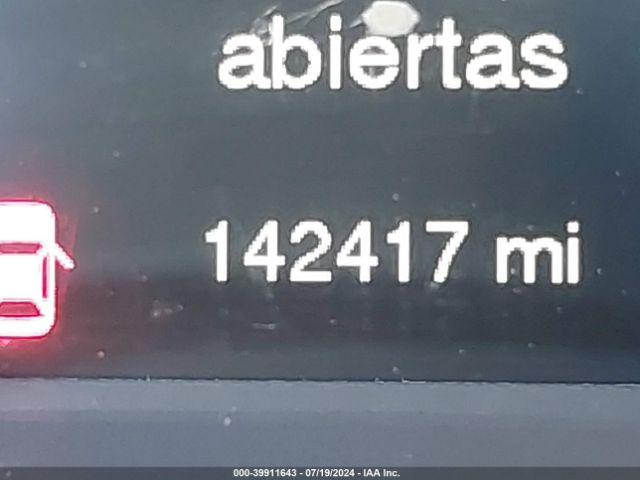 abiertas
142417 mi
000-39911643 - 07/19/2024 - IAA Inc.